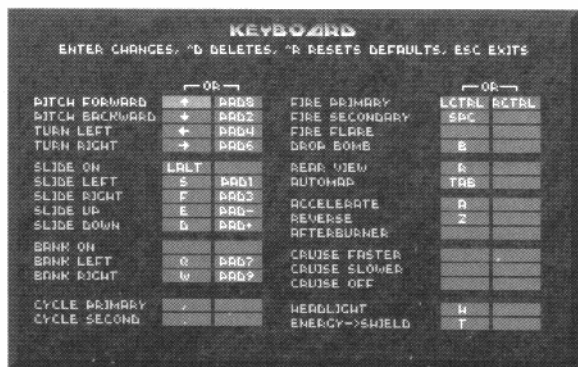 KEYBOARD
ENTER CHANGES, ^D DELETES, ^R RESETS DEFAULTS, ESC EXITS
OR
PITCH FORWARD ↑ PAD8
PITCH BACKWARD ↓ PAD2
TURN LEFT ← PAD4
TURN RIGHT → PAD6
SLIDE ON LALT
SLIDE LEFT S PAD1
SLIDE RIGHT F PAD3
SLIDE UP E PAD-
SLIDE DOWN D PAD+
BANK ON
BANK LEFT Q PAD7
BANK RIGHT W PAD9
CYCLE PRIMARY
CYCLE SECOND
OR
FIRE PRIMARY LCTRL RCTRL
FIRE SECONDARY SPC
FIRE FLARE
DROP BOMB B
REAR VIEW R
AUTOMAP TAB
ACCELERATE A
REVERSE Z
AFTERBURNER
CRUISE FASTER
CRUISE SLOWER
CRUISE OFF
HEADLIGHT H
ENERGY->SHIELD T